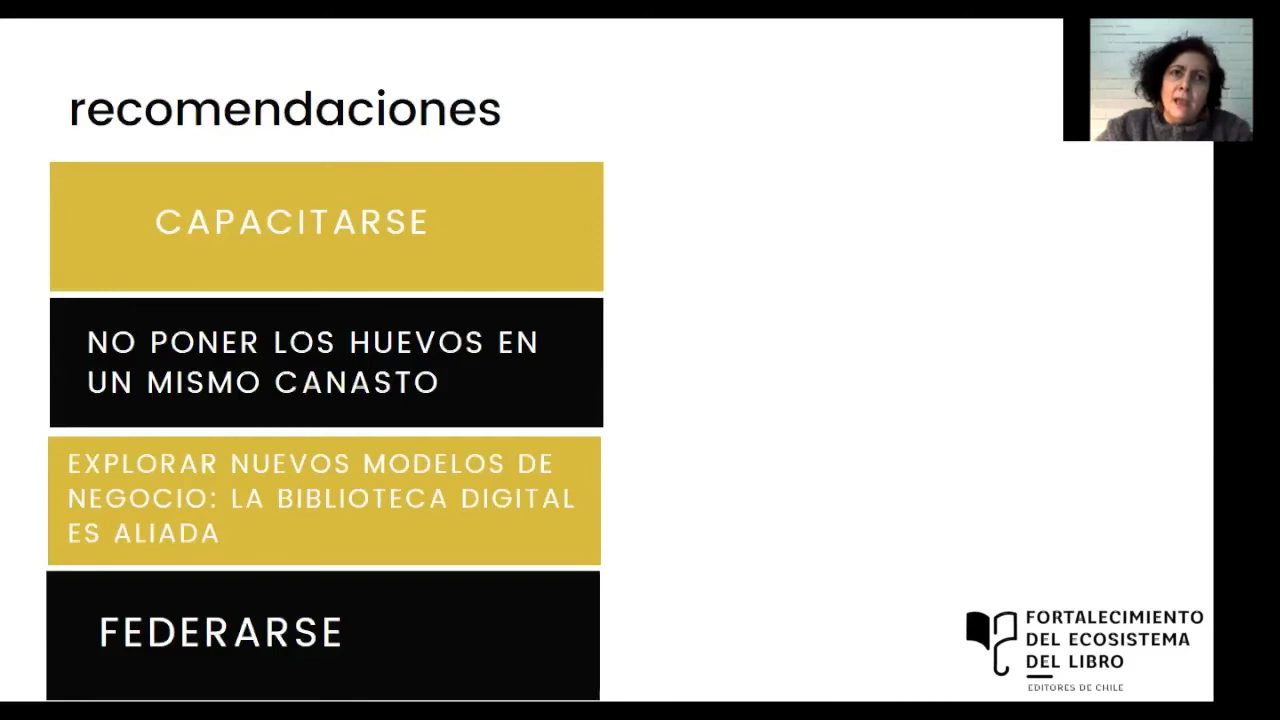 recomendaciones
CAPACITARSE
NO PONER LOS HUEVOS EN
UN MISMO CANASTO
EXPLORAR NUEVOS MODELOS DE
NEGOCIO: LA BIBLIOTECA DIGITAL
ES ALIADA
FEDERARSE
FORTALECIMIENTO
DEL ECOSISTEMA
DEL LIBRO
EDITORES DE CHILE